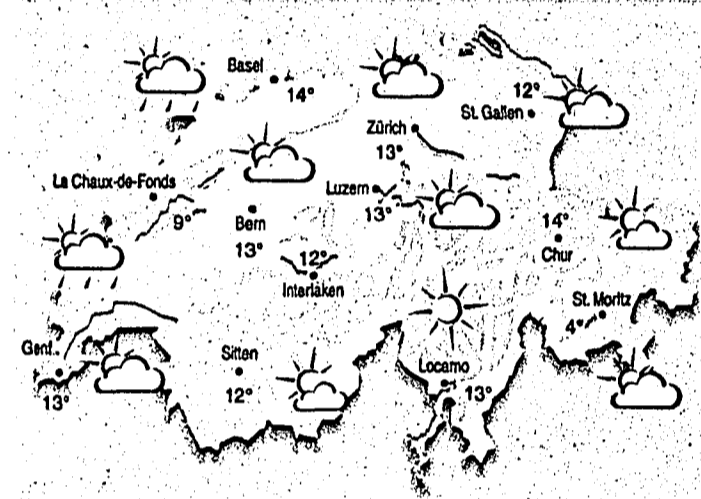 Basel
14°
12°
St. Gallen
Zürich
13°
La Chaux-de-Fonds
9°
Luzern
13°
Bern
13°
12°
Interlaken
14°
Chur
St. Moritz
4°
Genf
13°
Sitten
12°
Locarno
13°